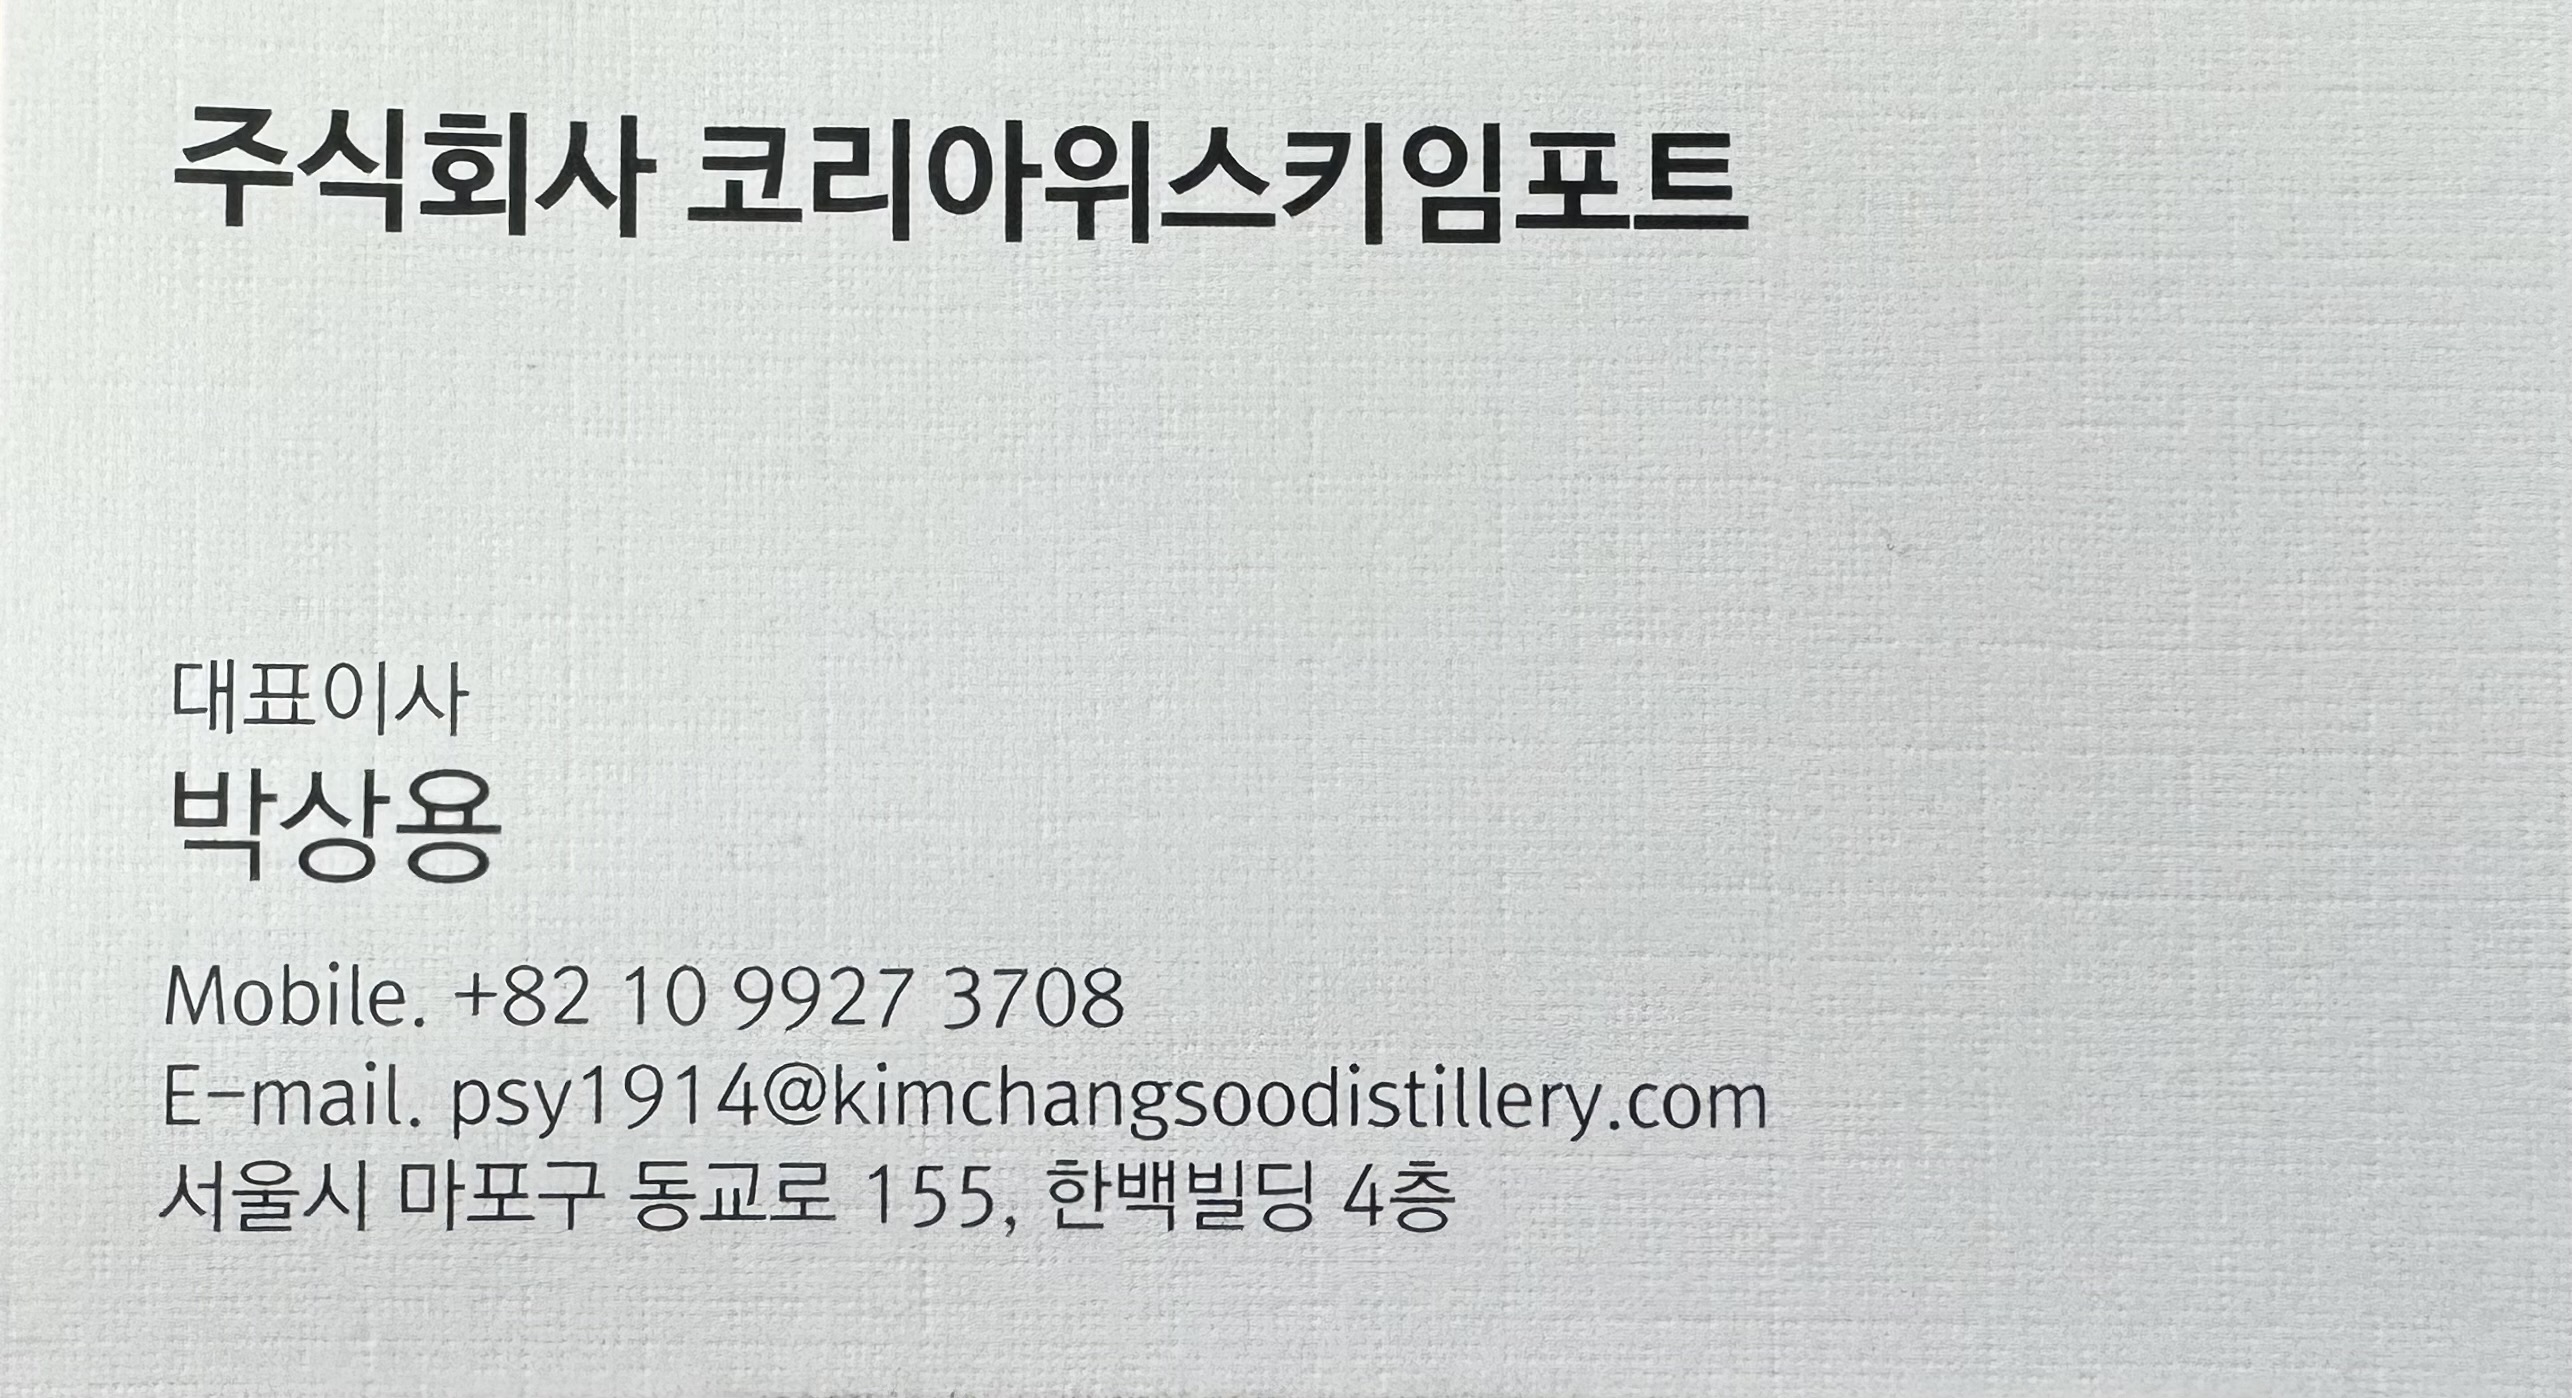 주식회사 코리아위스키임포트
대표이사
박상용
Mobile. +82 10 9927 3708
E-mail. psy1914@kimchangsoodistillery.com
서울시 마포구 동교로 155, 한백빌딩 4층